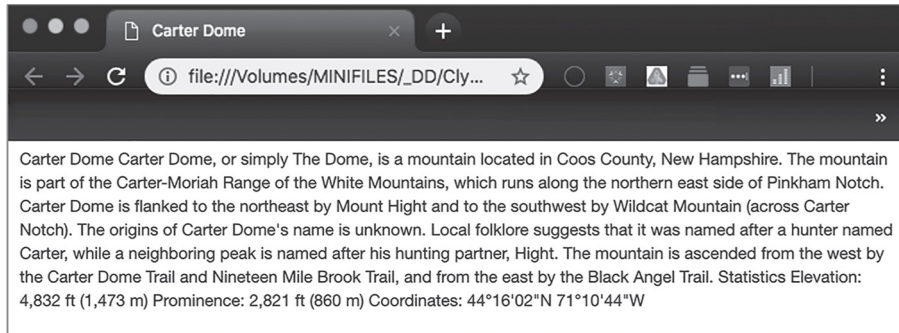 Carter Dome
file:///Volumes/MINIFILES/_DD/Cly...
Carter Dome Carter Dome, or simply The Dome, is a mountain located in Coos County, New Hampshire. The mountain
is part of the Carter-Moriah Range of the White Mountains, which runs along the northern east side of Pinkham Notch.
Carter Dome is flanked to the northeast by Mount Hight and to the southwest by Wildcat Mountain (across Carter
Notch). The origins of Carter Dome's name is unknown. Local folklore suggests that it was named after a hunter named
Carter, while a neighboring peak is named after his hunting partner, Hight. The mountain is ascended from the west by
the Carter Dome Trail and Nineteen Mile Brook Trail, and from the east by the Black Angel Trail. Statistics Elevation:
4,832 ft (1,473 m) Prominence: 2,821 ft (860 m) Coordinates: 44°16'02"N 71°10'44"W